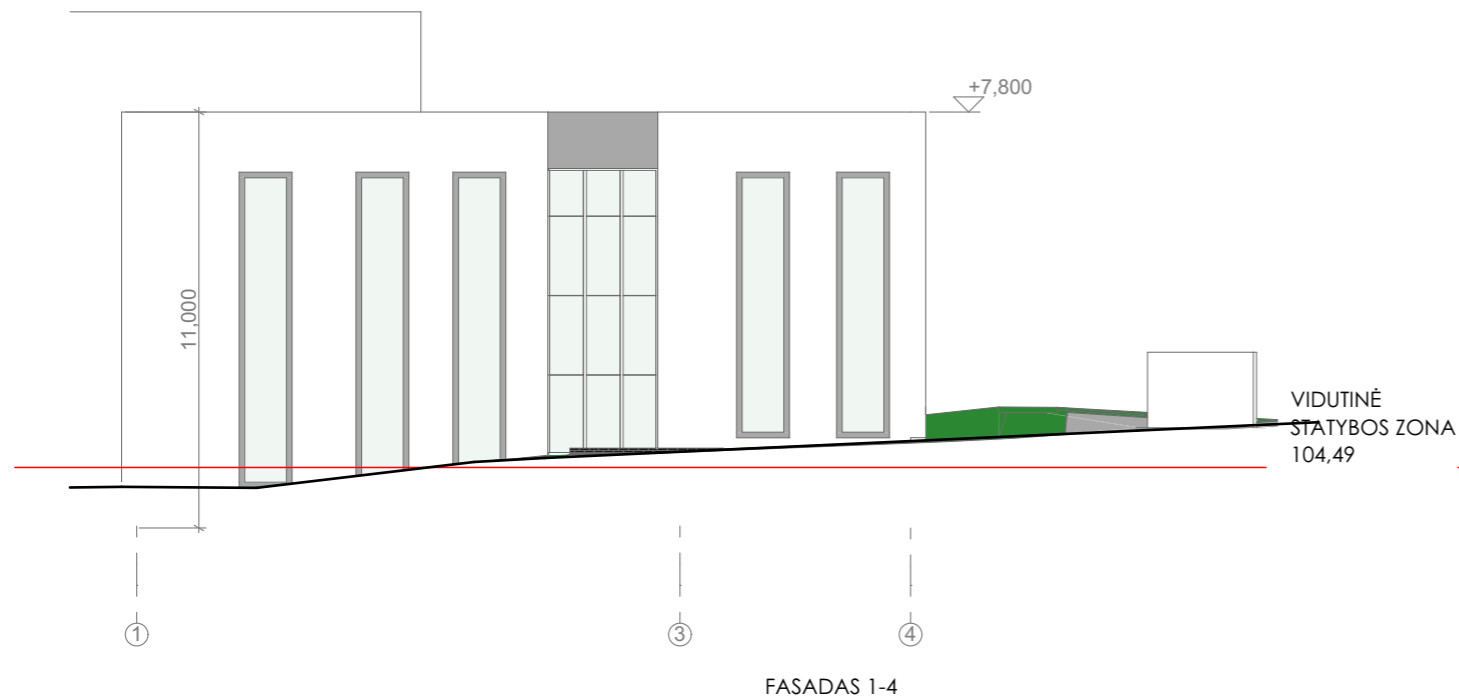 +7,800
11,000
VIDUTINĖ
STATYBOS ZONA
104,49
1
3
4
FASADAS 1-4